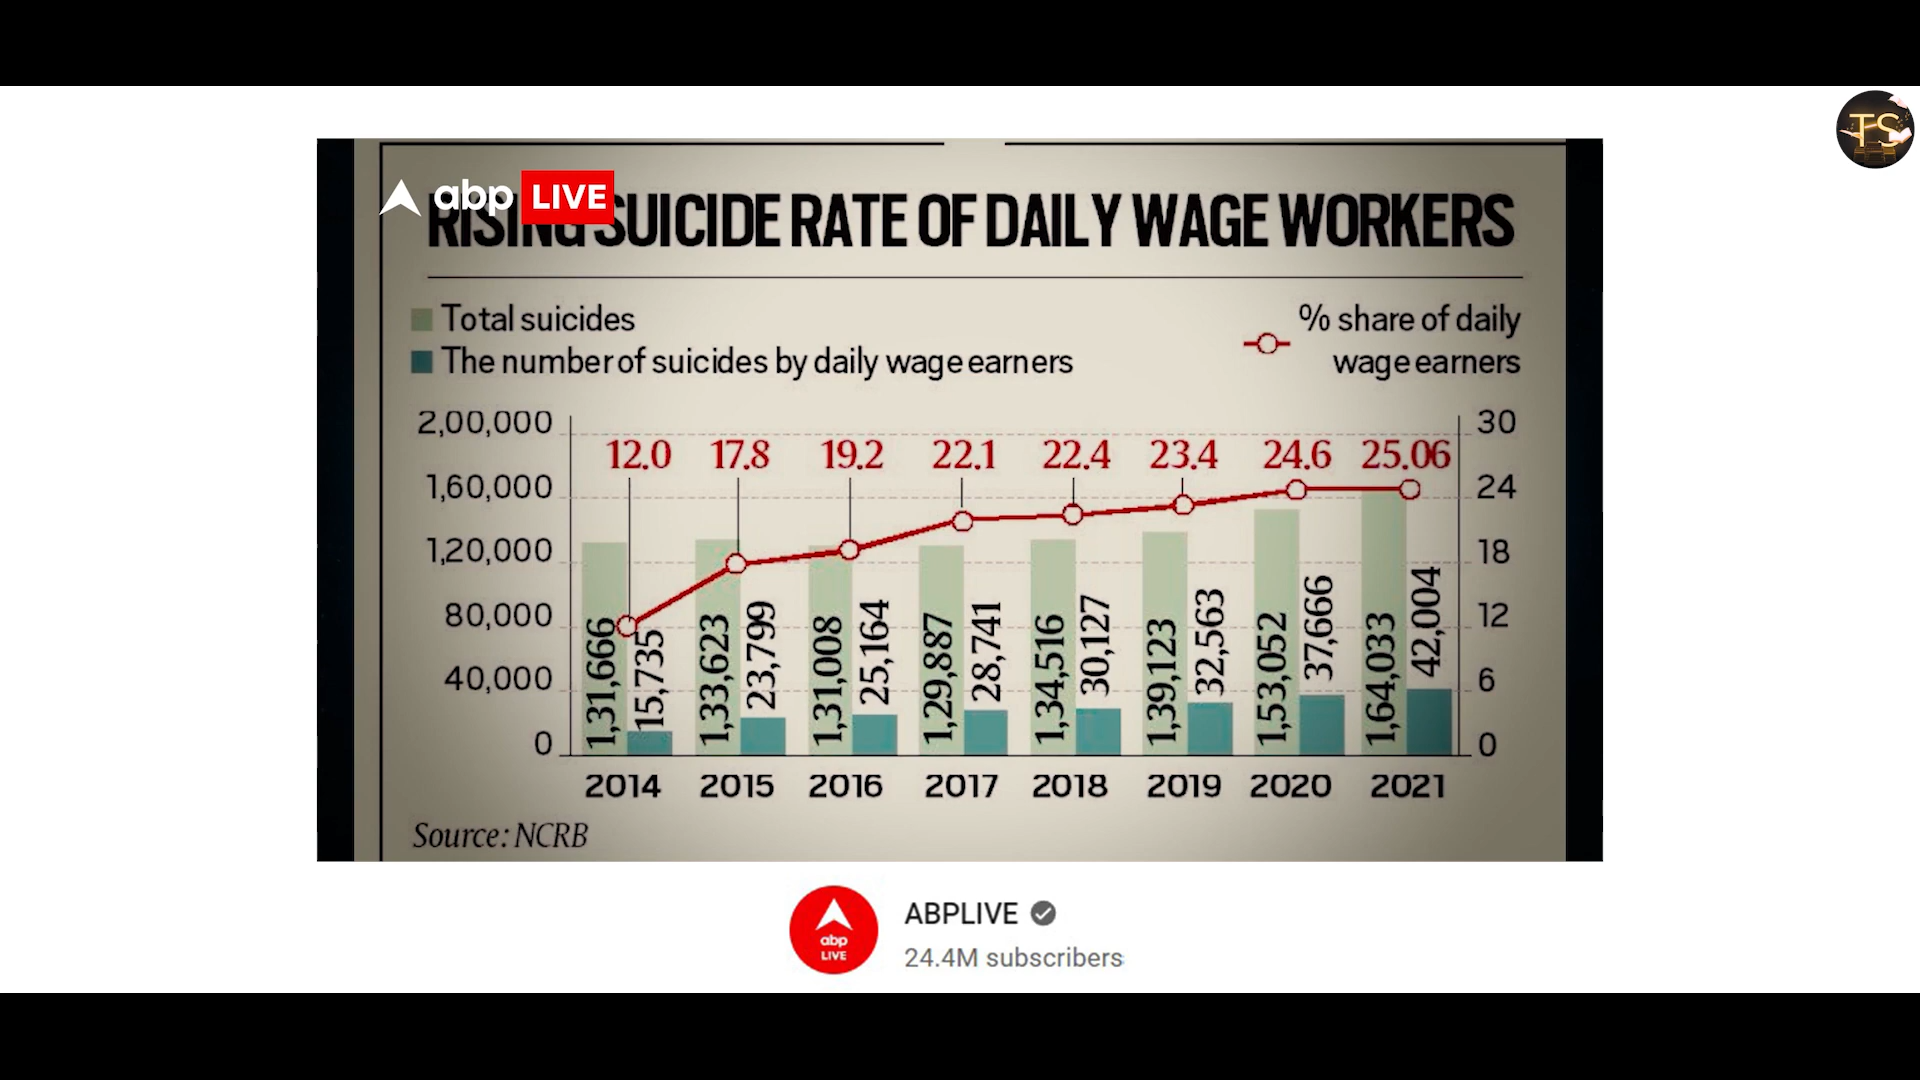 TS
abp LIVE
RISING SUICIDE RATE OF DAILY WAGE WORKERS
Total suicides
The number of suicides by daily wage earners
% share of daily
wage earners
2,00,000
1,60,000
1,20,000
80,000
40,000
0
12.0 17.8 19.2 22.1 22.4 23.4 24.6 25.06
30
24
18
12
6
0
1,31,666 15,735 1,33,623 23,799 1,31,008 25,164 1,29,887 28,741 1,34,516 30,127 1,39,123 32,563 1,53,052 37,666 1,64,033 42,004
2014 2015 2016 2017 2018 2019 2020 2021
Source: NCRB
abp
LIVE
ABPLIVE
24.4M subscribers